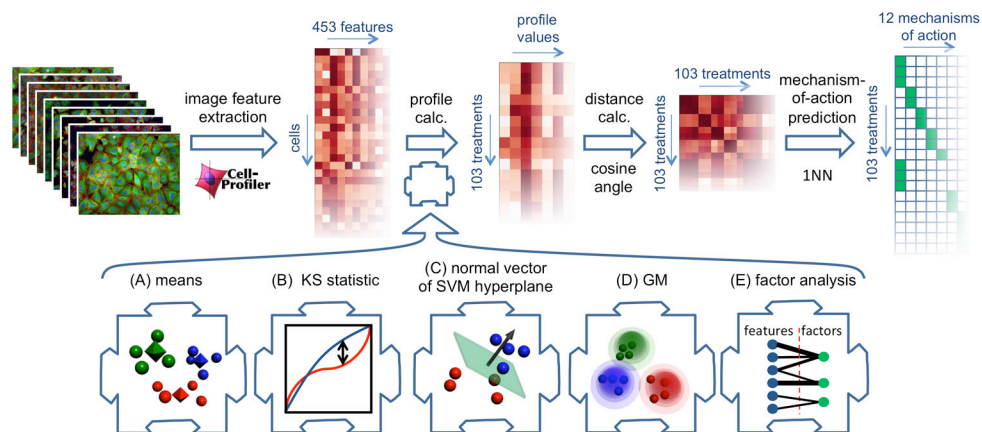 453 features
cells
image feature
extraction
Cell-
Profiler
profile
calc.
profile
values
103 treatments
distance
calc.
cosine
angle
103 treatments
103 treatments
mechanism-
of-action
prediction
1NN
12 mechanisms
of action
103 treatments
(A) means
(B) KS statistic
(C) normal vector
of SVM hyperplane
(D) GM
(E) factor analysis
features factors